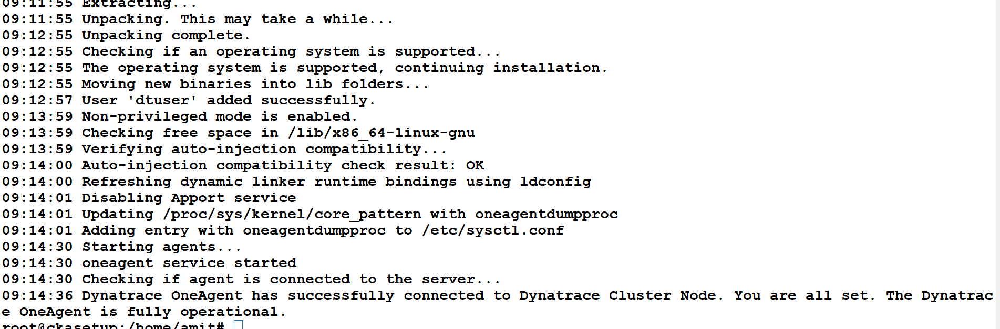 09:11:55 Extracting...
09:11:55 Unpacking. This may take a while...
09:12:55 Unpacking complete.
09:12:55 Checking if an operating system is supported...
09:12:55 The operating system is supported, continuing installation.
09:12:55 Moving new binaries into lib folders...
09:12:57 User 'dtuser' added successfully.
09:13:59 Non-privileged mode is enabled.
09:13:59 Checking free space in /lib/x86_64-linux-gnu
09:13:59 Verifying auto-injection compatibility...
09:14:00 Auto-injection compatibility check result: OK
09:14:00 Refreshing dynamic linker runtime bindings using ldconfig
09:14:01 Disabling Apport service
09:14:01 Updating /proc/sys/kernel/core_pattern with oneagentdumpproc
09:14:01 Adding entry with oneagentdumpproc to /etc/sysctl.conf
09:14:30 Starting agents...
09:14:30 oneagent service started
09:14:30 Checking if agent is connected to the server...
09:14:36 Dynatrace OneAgent has successfully connected to Dynatrace Cluster Node. You are all set. The Dynatrac
e OneAgent is fully operational.
root@ckasetup:/home/amit#